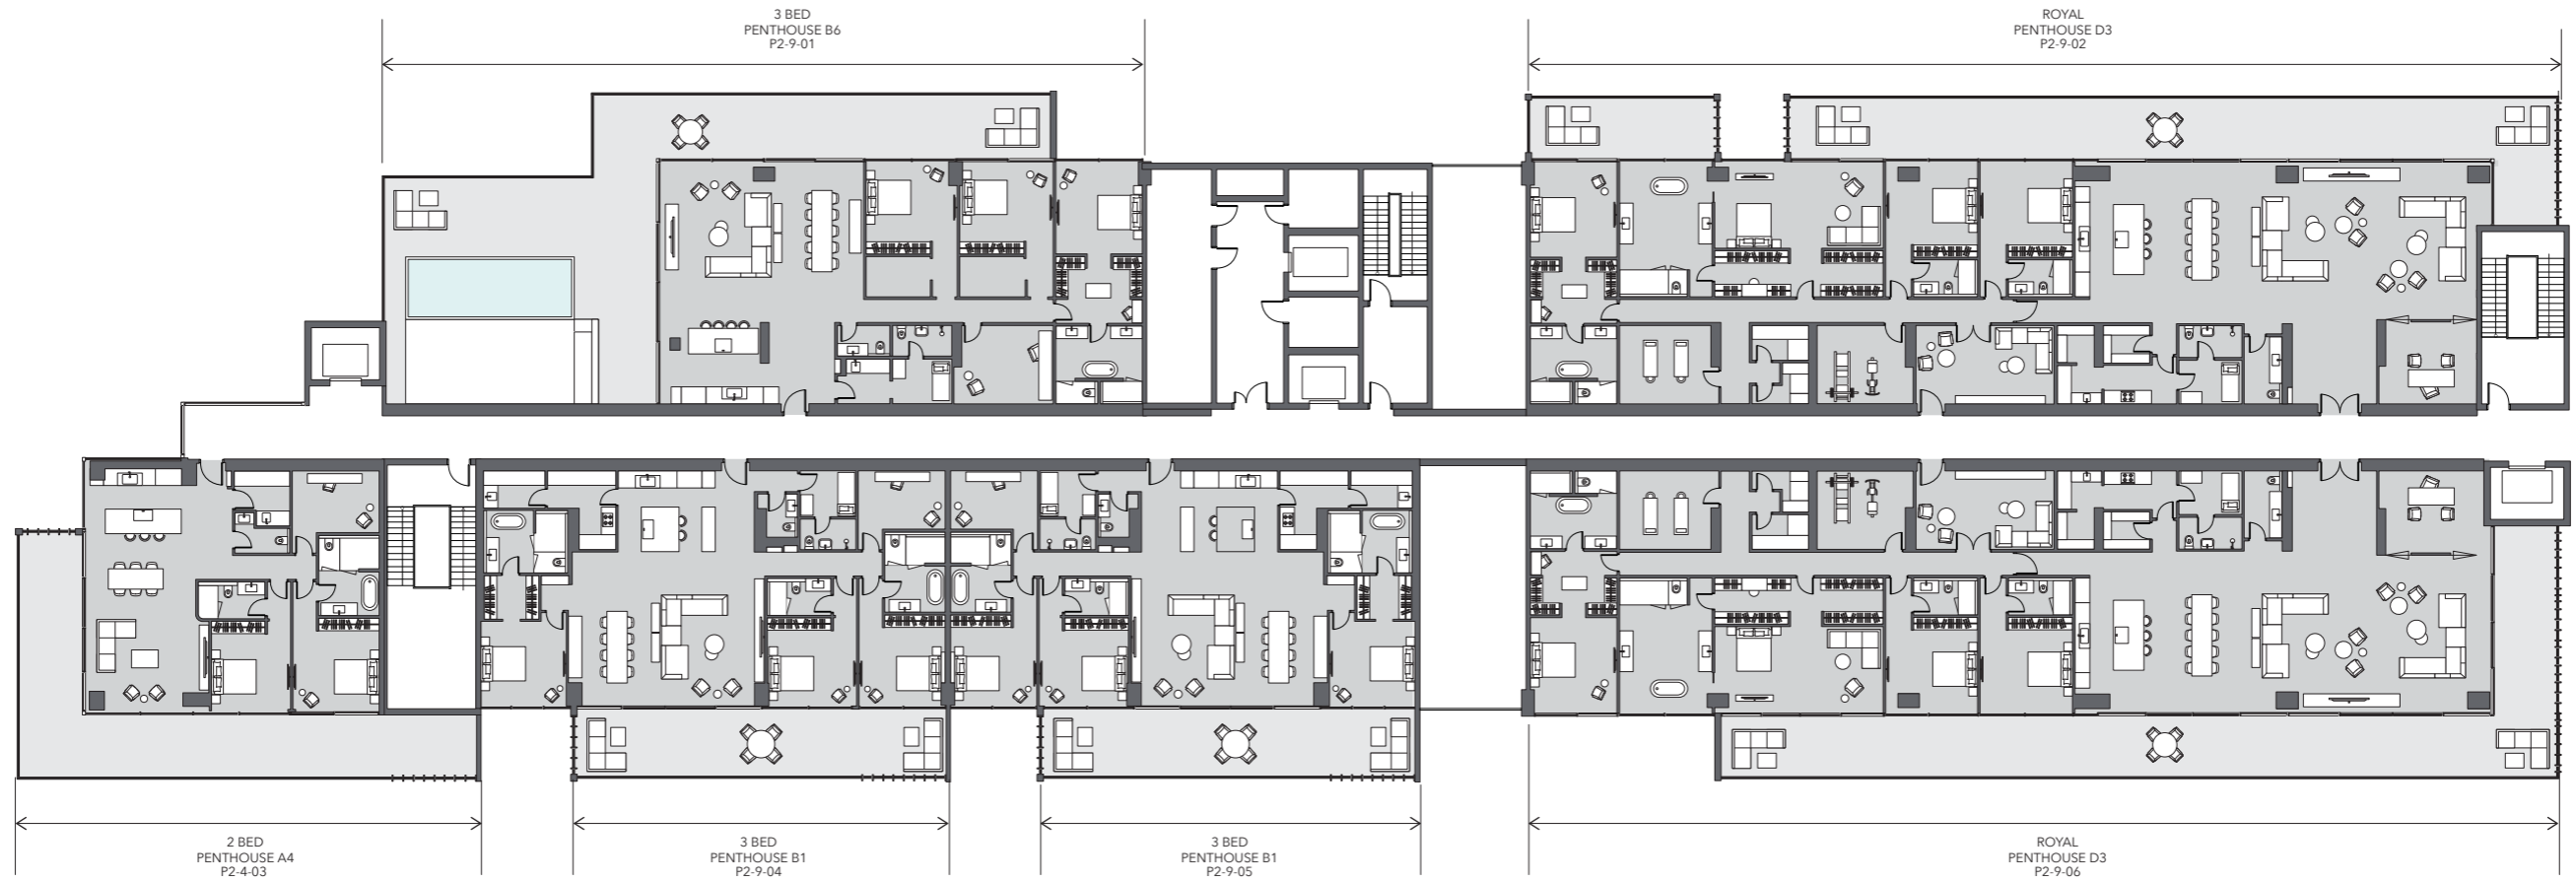 3 BED
PENTHOUSE B6
P2-9-01
ROYAL
PENTHOUSE D3
P2-9-02
2 BED
PENTHOUSE A4
P2-4-03
3 BED
PENTHOUSE B1
P2-9-04
3 BED
PENTHOUSE B1
P2-9-05
ROYAL
PENTHOUSE D3
P2-9-06